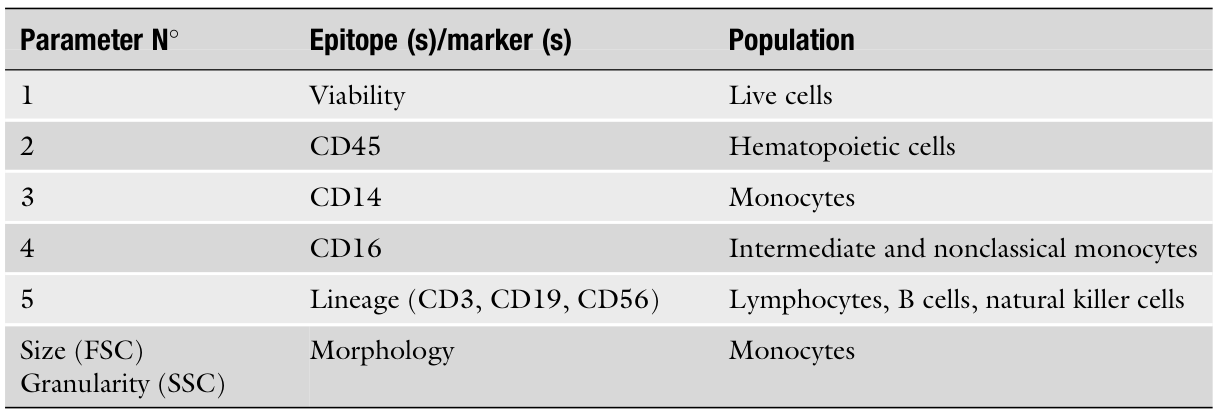 Parameter N° Epitope (s)/marker (s) Population
1 Viability Live cells
2 CD45 Hematopoietic cells
3 CD14 Monocytes
4 CD16 Intermediate and nonclassical monocytes
5 Lineage (CD3, CD19, CD56) Lymphocytes, B cells, natural killer cells
Size (FSC) Morphology Monocytes
Granularity (SSC)